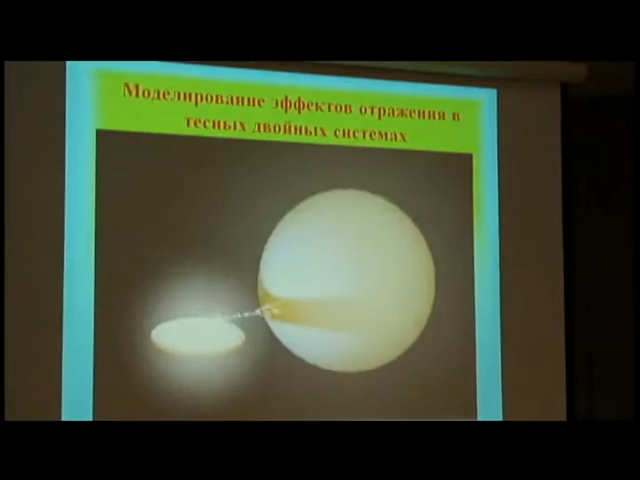 Моделирование эффектов отражения в
тесных двойных системах